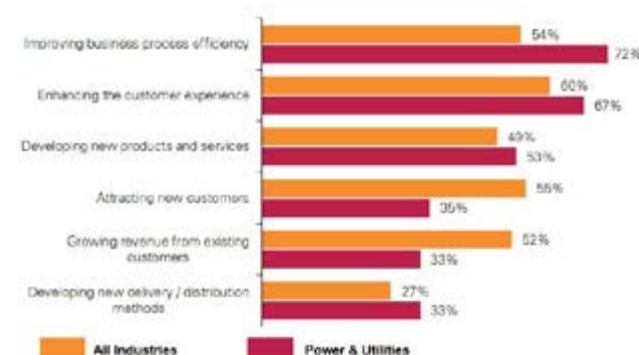 Improving business process efficiency
54%
72%
Enhancing the customer experience
60%
67%
Developing new products and services
49%
53%
Attracting new customers
55%
35%
Growing revenue from existing
customers
52%
33%
Developing new delivery / distribution
methods
27%
33%
All Industries
Power & Utilities